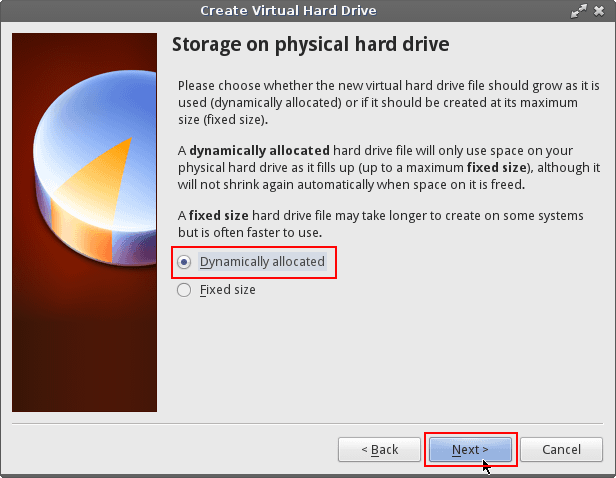 Create Virtual Hard Drive
Storage on physical hard drive
Please choose whether the new virtual hard drive file should grow as it is
used (dynamically allocated) or if it should be created at its maximum
size (fixed size).
A dynamically allocated hard drive file will only use space on your
physical hard drive as it fills up (up to a maximum fixed size), although it
will not shrink again automatically when space on it is freed.
A fixed size hard drive file may take longer to create on some systems
but is often faster to use.
Dynamically allocated
Fixed size
< Back
Next >
Cancel